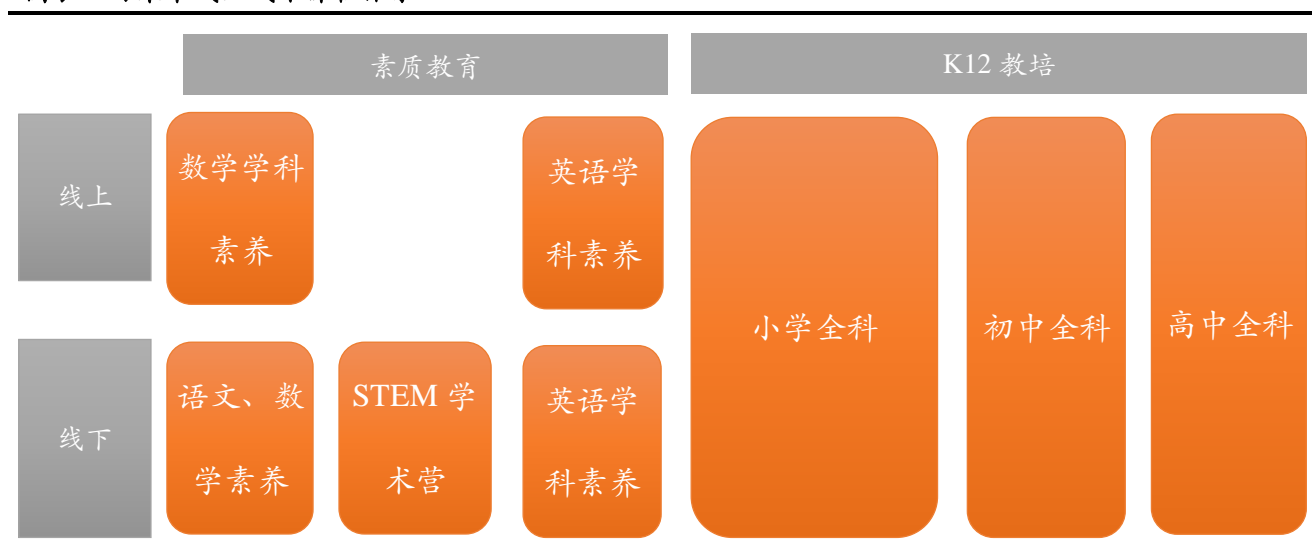 素质教育
K12 教培
线上
数学学科
素养
英语学
科素养
小学全科
初中全科
高中全科
线下
语文、数
学素养
STEM 学
术营
英语学
科素养